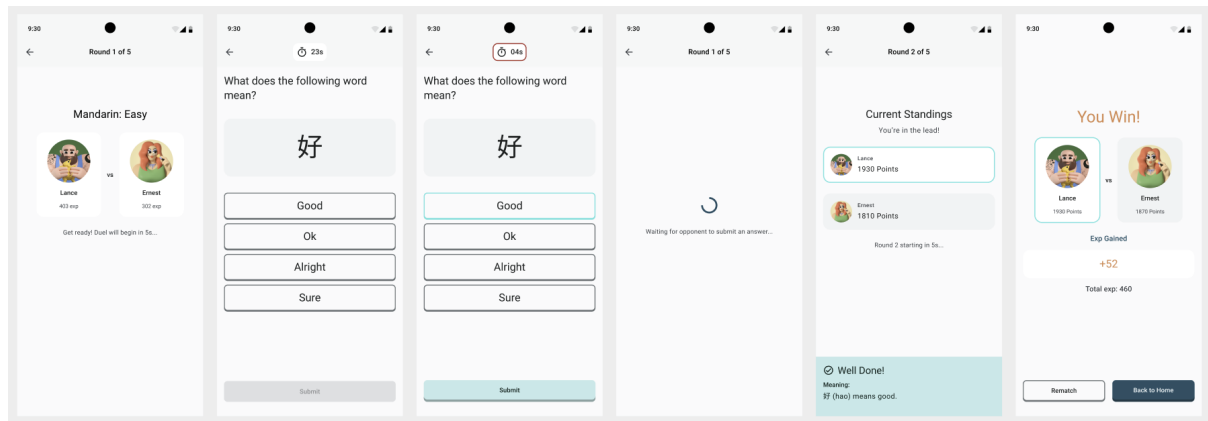 9:30
Round 1 of 5
Mandarin: Easy
vs
Lance
Ernest
403 exp
302 exp
Get ready! Duel will begin in 5s...
9:30
23s
What does the following word
mean?
好
Good
Ok
Alright
Sure
Submit
9:30
04s
What does the following word
mean?
好
Good
Ok
Alright
Sure
Submit
9:30
Round 1 of 5
Waiting for opponent to submit an answer...
9:30
Round 2 of 5
Current Standings
You're in the lead!
Lance
1930 Points
Ernest
1810 Points
Round 2 starting in 5s...
Well Done!
Meaning:
好 (hao) means good.
9:30
You Win!
vs
Lance
Ernest
1930 Points
1870 Points
Exp Gained
+52
Total exp: 460
Rematch
Back to Home